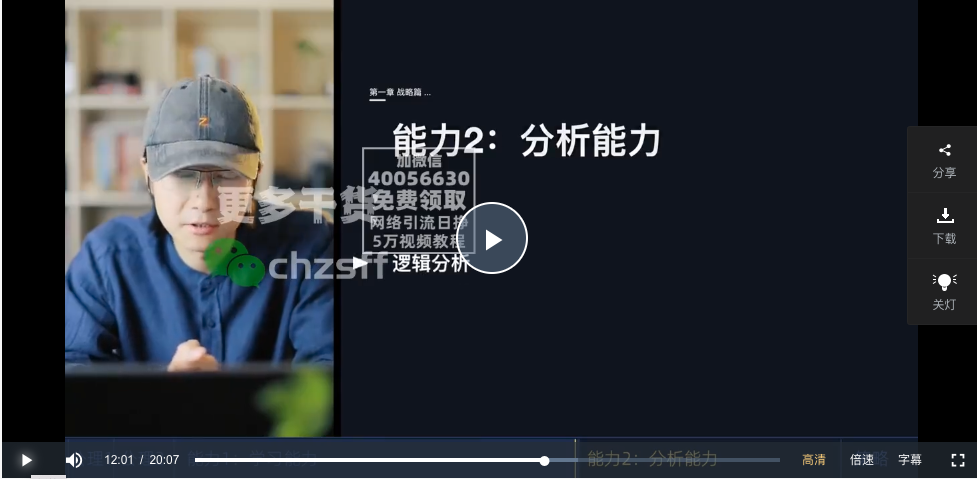 第一章 战略篇 ...
能力2：分析能力
加微信
40056630
免费领取
网络引流日挣
5万视频教程
更多干货
chzsff
逻辑分析
Z
分享
下载
关灯
12:01 / 20:07
能力2：分析能力
高清
倍速
字幕